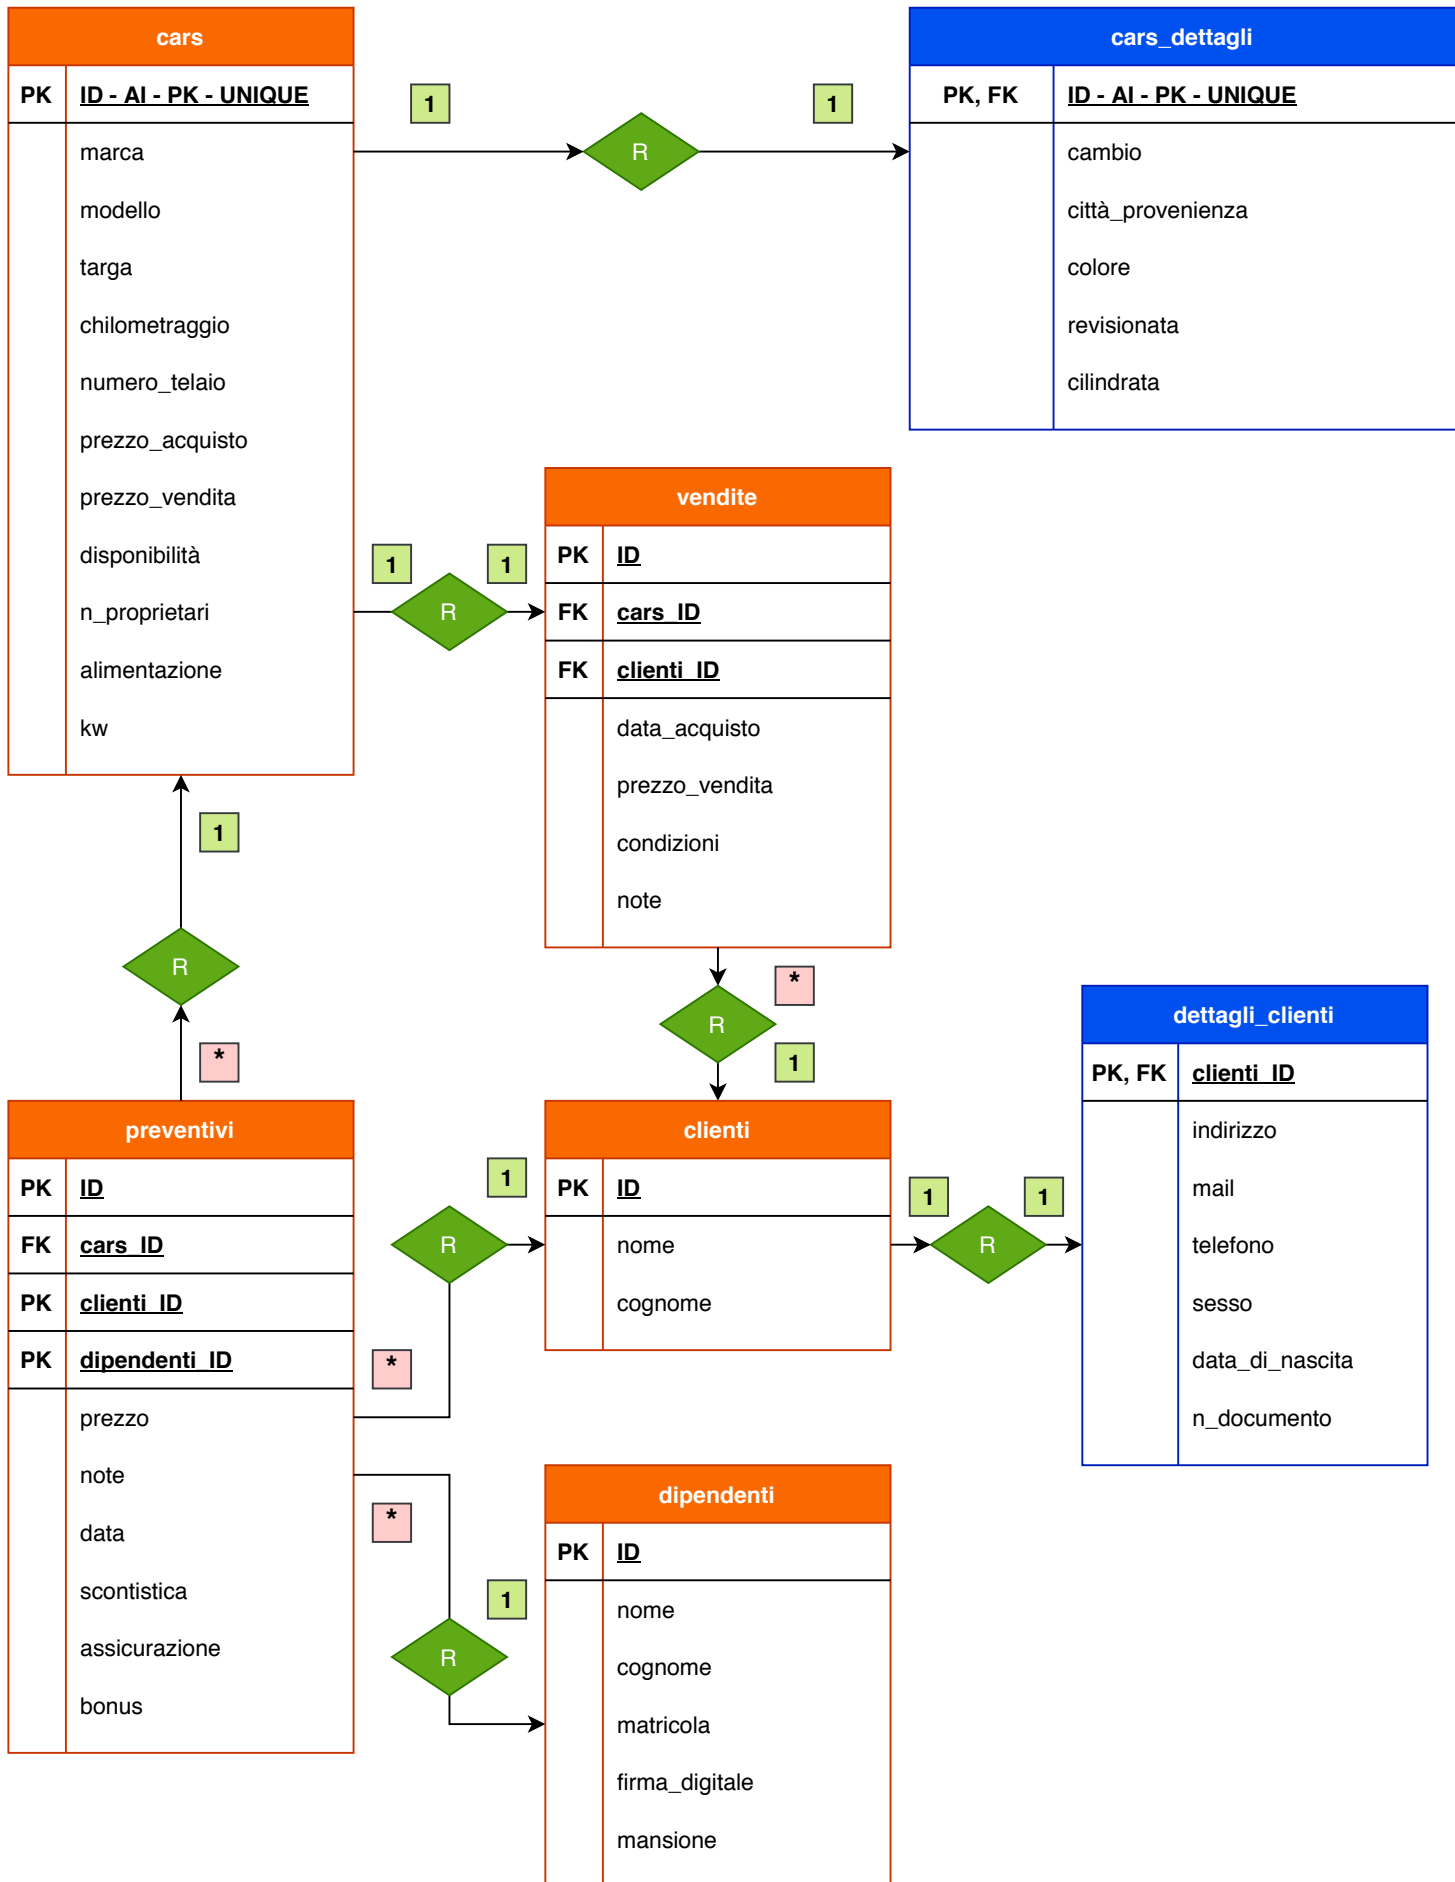 cars
PK ID - AI - PK - UNIQUE
marca
modello
targa
chilometraggio
numero_telaio
prezzo_acquisto
prezzo_vendita
disponibilità
n_proprietari
alimentazione
kw
1
R
1
cars_dettagli
PK, FK ID - AI - PK - UNIQUE
cambio
città_provenienza
colore
revisionata
cilindrata
1
R
1
vendite
PK ID
FK cars_ID
FK clienti_ID
data_acquisto
prezzo_vendita
condizioni
note
1
R
*
*
R
1
preventivi
PK ID
FK cars_ID
PK clienti_ID
PK dipendenti_ID
prezzo
note
data
scontistica
assicurazione
bonus
1
R
*
clienti
PK ID
nome
cognome
1
R
1
dettagli_clienti
PK, FK clienti_ID
indirizzo
mail
telefono
sesso
data_di_nascita
n_documento
*
1
R
dipendenti
PK ID
nome
cognome
matricola
firma_digitale
mansione